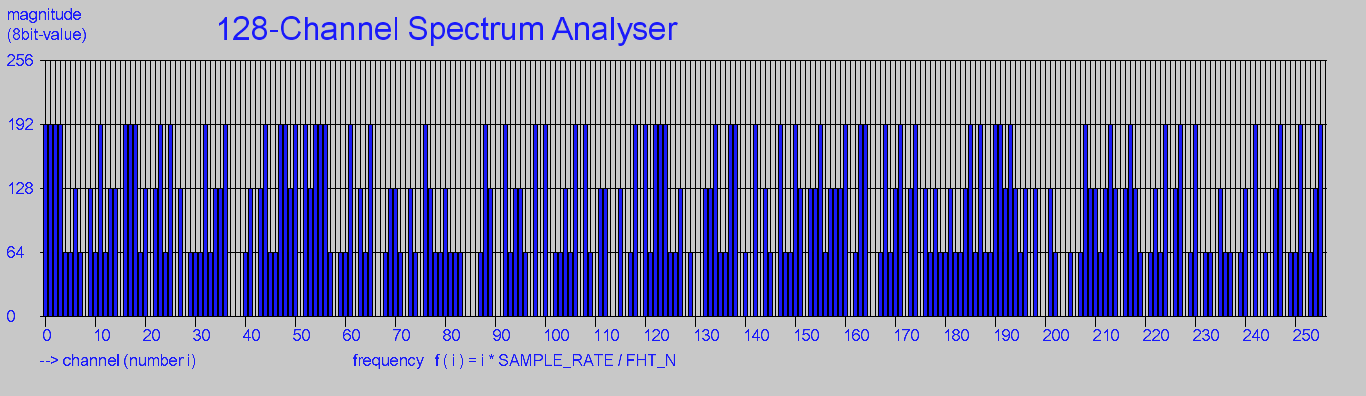 magnitude
(8bit-value)
128-Channel Spectrum Analyser
256
192
128
64
0
0 10 20 30 40 50 60 70 80 90 100 110 120 130 140 150 160 170 180 190 200 210 220 230 240 250
--> channel (number i)
frequency f ( i ) = i * SAMPLE_RATE / FHT_N